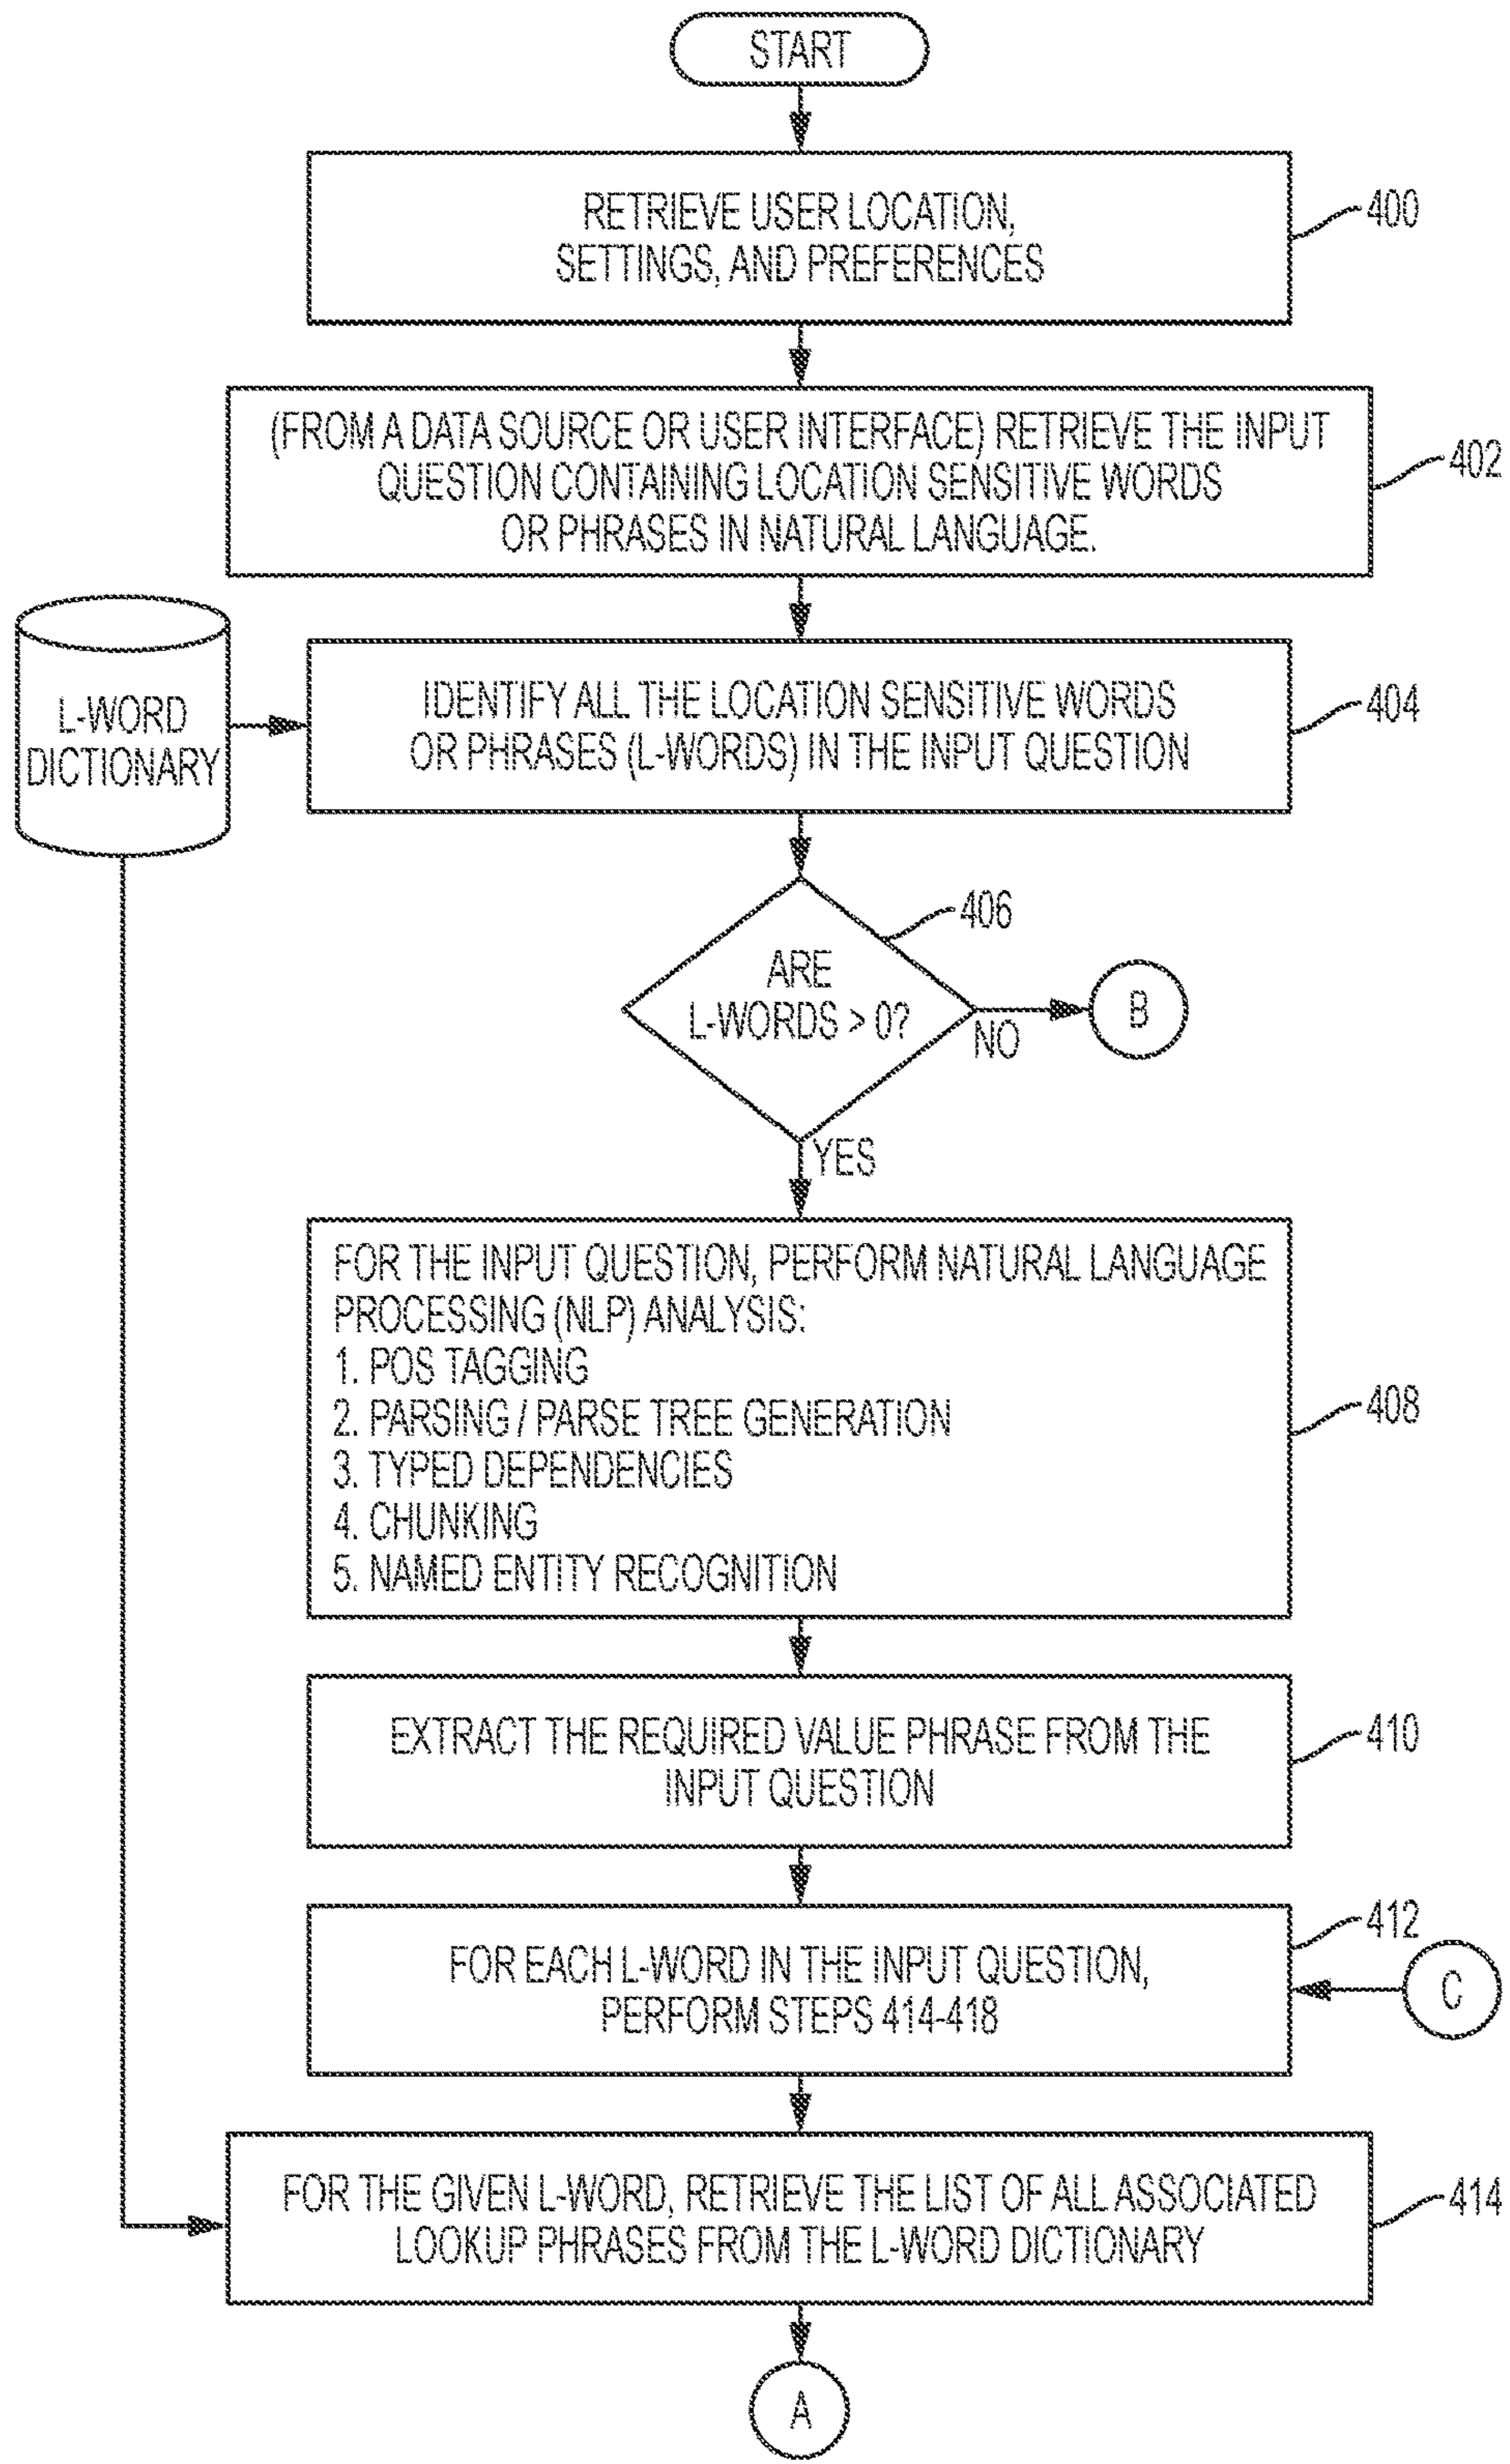 START
RETRIEVE USER LOCATION,
SETTINGS, AND PREFERENCES
400
(FROM A DATA SOURCE OR USER INTERFACE) RETRIEVE THE INPUT
QUESTION CONTAINING LOCATION SENSITIVE WORDS
OR PHRASES IN NATURAL LANGUAGE.
402
L-WORD
DICTIONARY
IDENTIFY ALL THE LOCATION SENSITIVE WORDS
OR PHRASES (L-WORDS) IN THE INPUT QUESTION
404
406
ARE
L-WORDS > 0?
NO
B
YES
FOR THE INPUT QUESTION, PERFORM NATURAL LANGUAGE
PROCESSING (NLP) ANALYSIS:
1. POS TAGGING
2. PARSING / PARSE TREE GENERATION
3. TYPED DEPENDENCIES
4. CHUNKING
5. NAMED ENTITY RECOGNITION
408
EXTRACT THE REQUIRED VALUE PHRASE FROM THE
INPUT QUESTION
410
412
FOR EACH L-WORD IN THE INPUT QUESTION,
PERFORM STEPS 414-418
C
FOR THE GIVEN L-WORD, RETRIEVE THE LIST OF ALL ASSOCIATED
LOOKUP PHRASES FROM THE L-WORD DICTIONARY
414
A